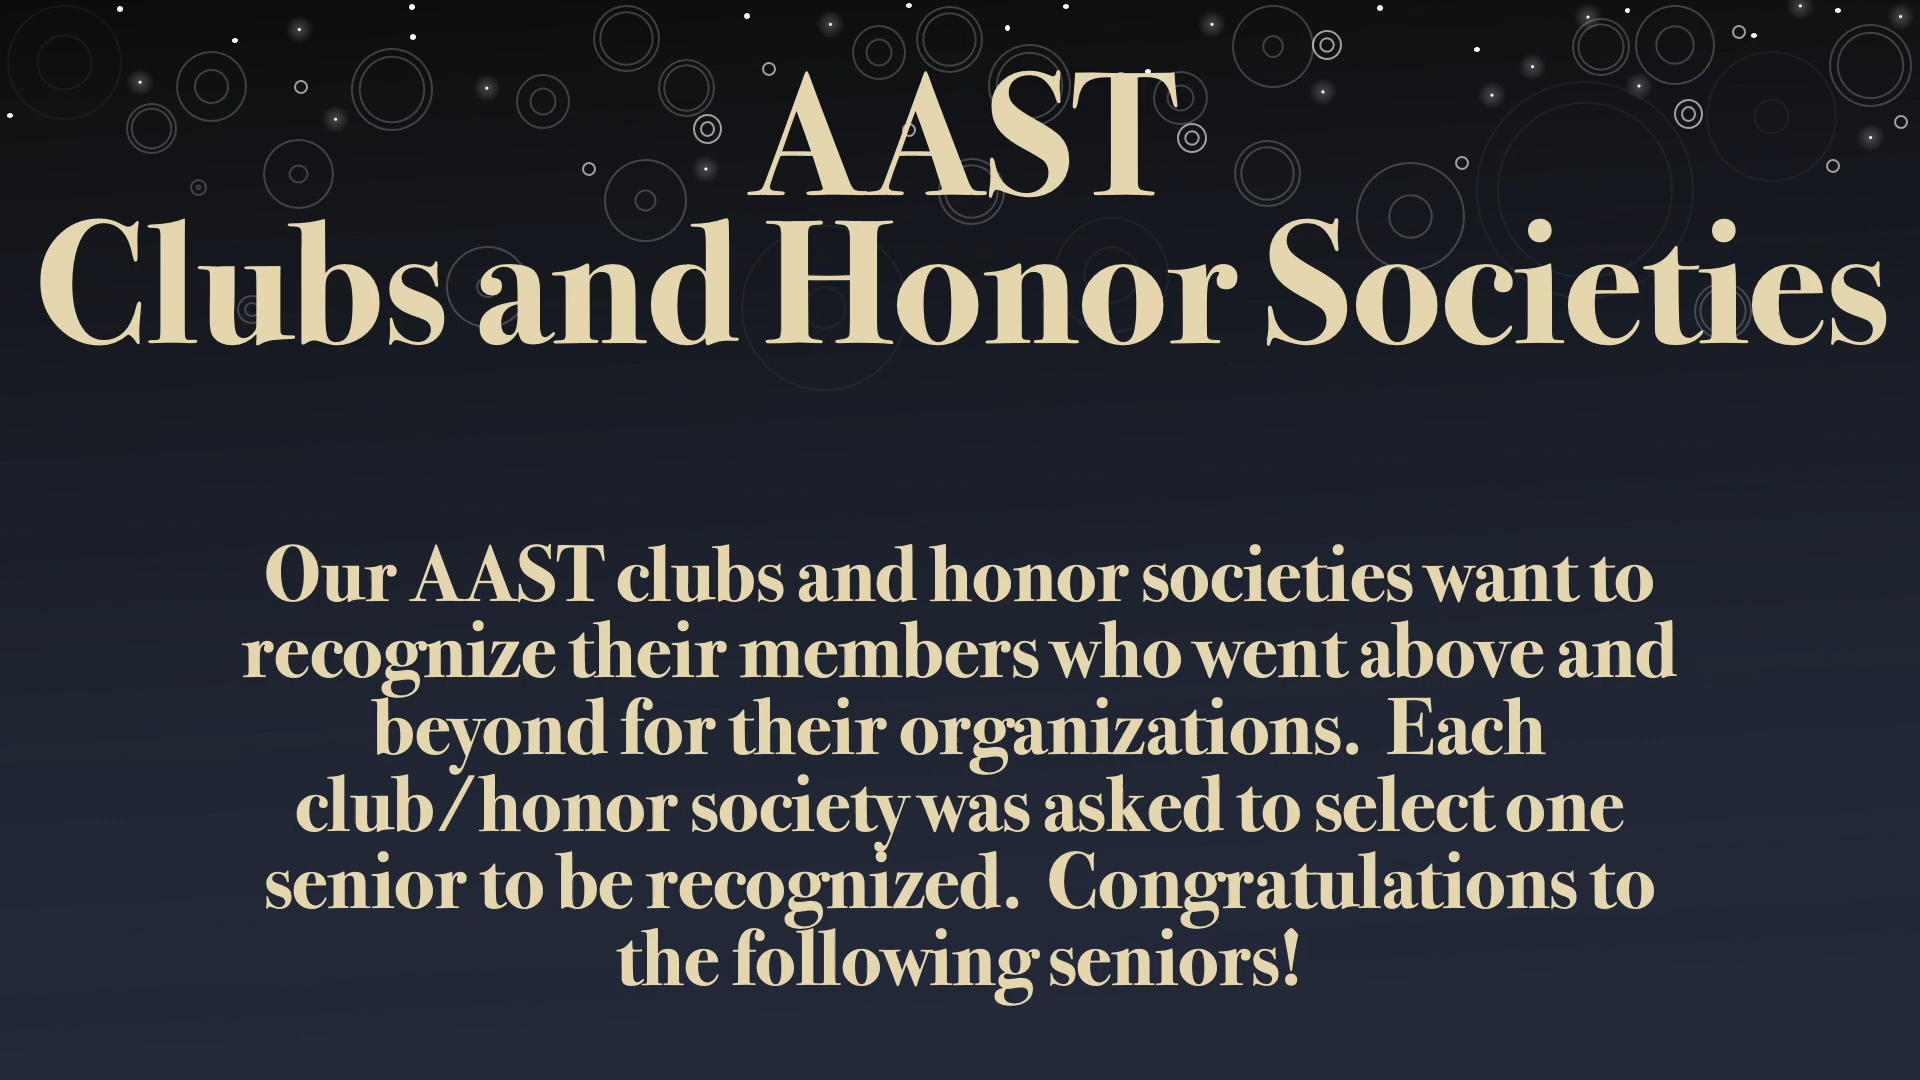 AAST
Clubs and Honor Societies
Our AAST clubs and honor societies want to
recognize their members who went above and
beyond for their organizations.  Each
club/honor society was asked to select one
senior to be recognized.  Congratulations to
the following seniors!